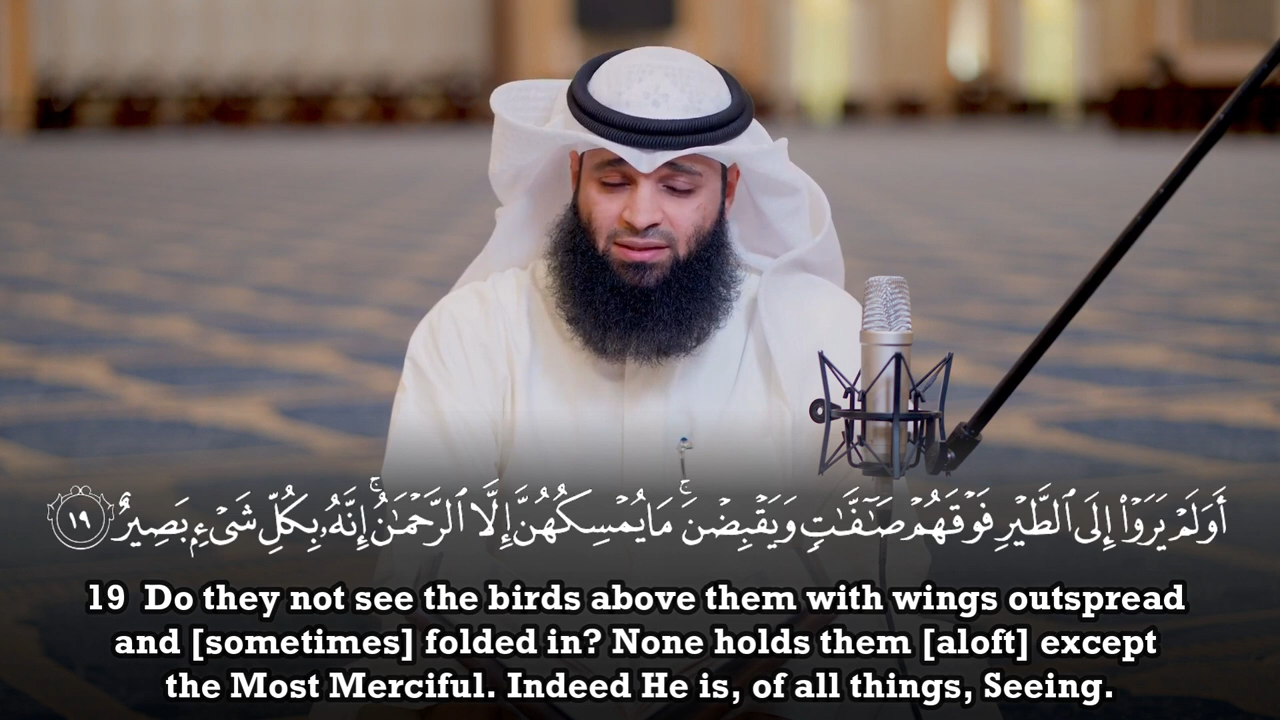 أَوَلَمْ يَرَوْا۟ إِلَى ٱلطَّيْرِ فَوْقَهُمْ صَـٰٓفَّـٰتٍ وَيَقْبِضْنَ ۚ مَا يُمْسِكُهُنَّ إِلَّا ٱلرَّحْمَـٰنُ ۚ إِنَّهُۥ بِكُلِّ شَىْءٍۭ بَصِيرٌ ١٩
19 Do they not see the birds above them with wings outspread
and [sometimes] folded in? None holds them [aloft] except
the Most Merciful. Indeed He is, of all things, Seeing.